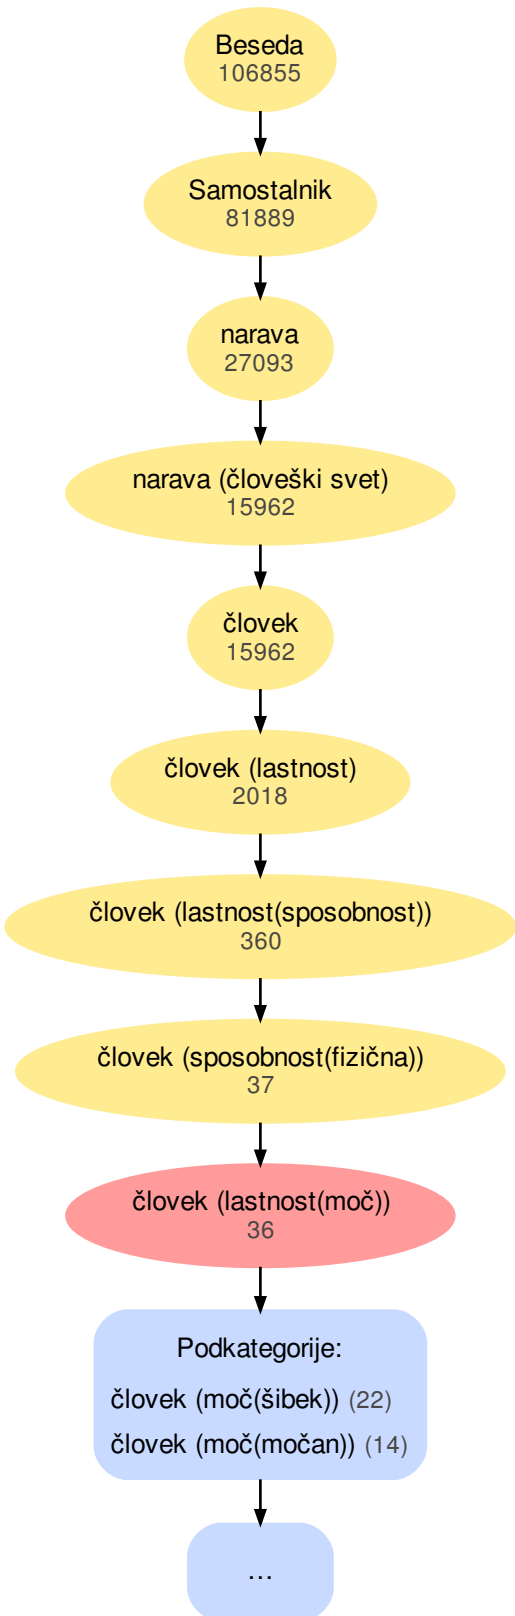 Beseda
106855
Samostalnik
81889
narava
27093
narava (človeški svet)
15962
človek
15962
človek (lastnost)
2018
človek (lastnost(sposobnost))
360
človek (sposobnost(fizična))
37
človek (lastnost(moč))
36
Podkategorije:
človek (moč(šibek)) (22)
človek (moč(močan)) (14)
...